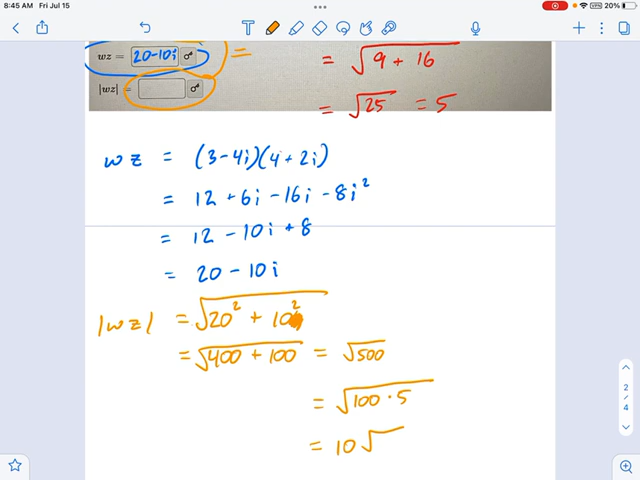 8:45 AM Fri Jul 15
20%
wz = 20-10i =
= √9 + 16
|wz| =
= √25 = 5
wz = (3-4i)(4+2i)
= 12 + 6i - 16i - 8i²
= 12 - 10i + 8
= 20 - 10i
|wz| = √20² + 10²
= √400 + 100 = √500
= √100 · 5
= 10√
2/4